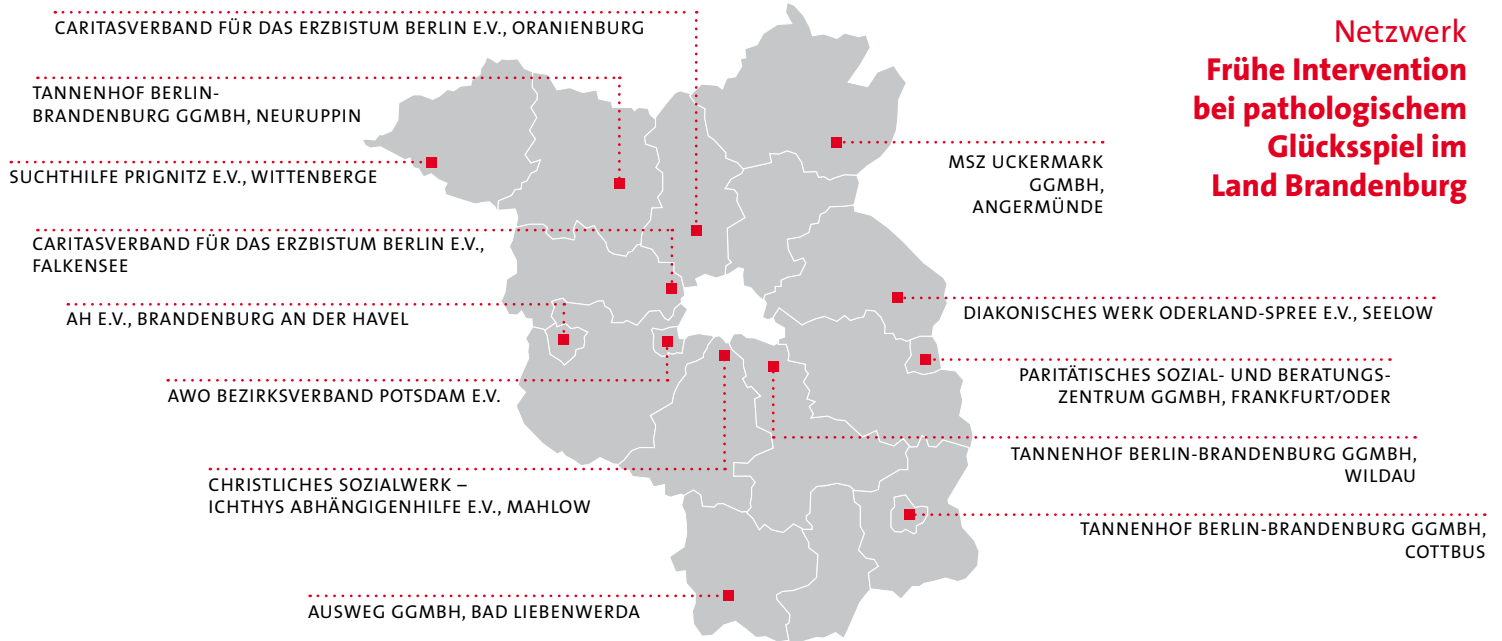 CARITASVERBAND FÜR DAS ERZBISTUM BERLIN E.V., ORANIENBURG
TANNENHOF BERLIN-
BRANDENBURG GGMBH, NEURUPPIN
SUCHTHILFE PRIGNITZ E.V., WITTENBERGE
CARITASVERBAND FÜR DAS ERZBISTUM BERLIN E.V.,
FALKENSEE
AH E.V., BRANDENBURG AN DER HAVEL
AWO BEZIRKSVERBAND POTSDAM E.V.
CHRISTLICHES SOZIALWERK –
ICHTHYS ABHÄNGIGENHILFE E.V., MAHLOW
AUSWEG GGMBH, BAD LIEBENWERDA
Netzwerk
Frühe Intervention
bei pathologischem
Glücksspiel im
Land Brandenburg
MSZ UCKERMARK
GGMBH,
ANGERMÜNDE
DIAKONISCHES WERK ODERLAND-SPREE E.V., SEELOW
PARITÄTISCHES SOZIAL- UND BERATUNGS-
ZENTRUM GGMBH, FRANKFURT/ODER
TANNENHOF BERLIN-BRANDENBURG GGMBH,
WILDAU
TANNENHOF BERLIN-BRANDENBURG GGMBH,
COTTBUS